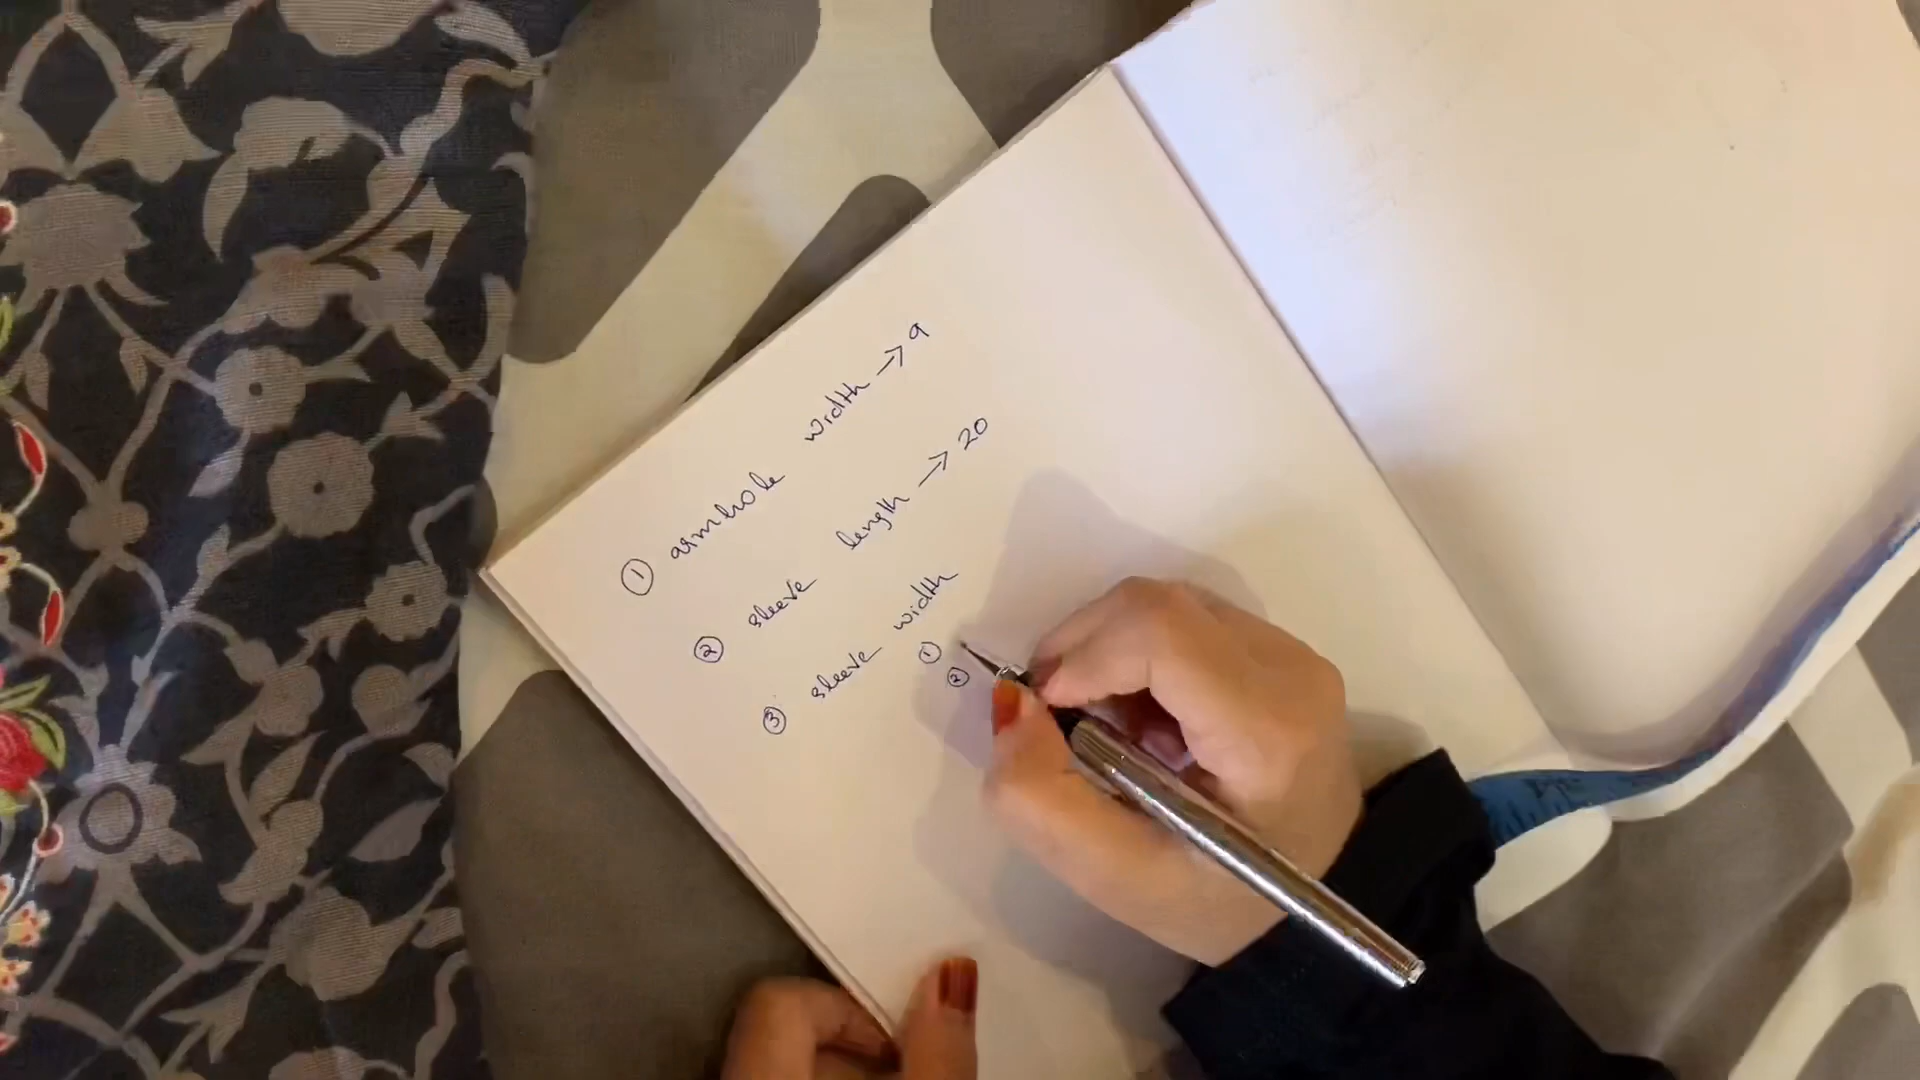 ① armhole width → 9
② sleeve length → 20
③ sleeve width
①
②